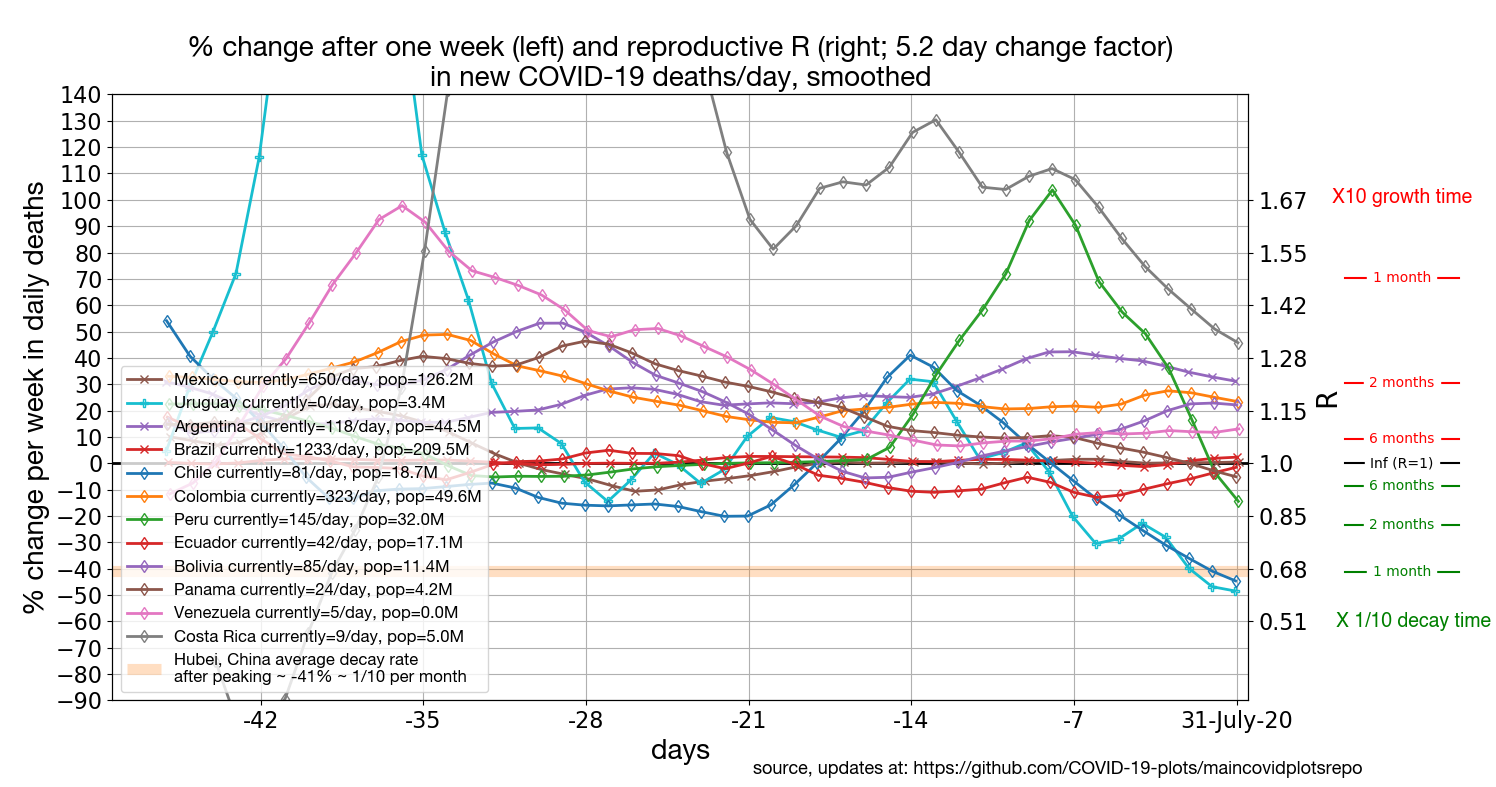 % change after one week (left) and reproductive R (right; 5.2 day change factor)
in new COVID-19 deaths/day, smoothed
% change per week in daily deaths
140
130
120
110
100
90
80
70
60
50
40
30
20
10
0
−10
−20
−30
−40
−50
−60
−70
−80
−90
Mexico currently=650/day, pop=126.2M
Uruguay currently=0/day, pop=3.4M
Argentina currently=118/day, pop=44.5M
Brazil currently=1233/day, pop=209.5M
Chile currently=81/day, pop=18.7M
Colombia currently=323/day, pop=49.6M
Peru currently=145/day, pop=32.0M
Ecuador currently=42/day, pop=17.1M
Bolivia currently=85/day, pop=11.4M
Panama currently=24/day, pop=4.2M
Venezuela currently=5/day, pop=0.0M
Costa Rica currently=9/day, pop=5.0M
Hubei, China average decay rate
after peaking ~ -41% ~ 1/10 per month
-42
-35
-28
-21
-14
-7
31-July-20
days
1.67
1.55
1.42
1.28
1.15
1.0
0.85
0.68
0.51
R
X10 growth time
1 month
2 months
6 months
Inf (R=1)
6 months
2 months
1 month
X 1/10 decay time
source, updates at: https://github.com/COVID-19-plots/maincovidplotsrepo